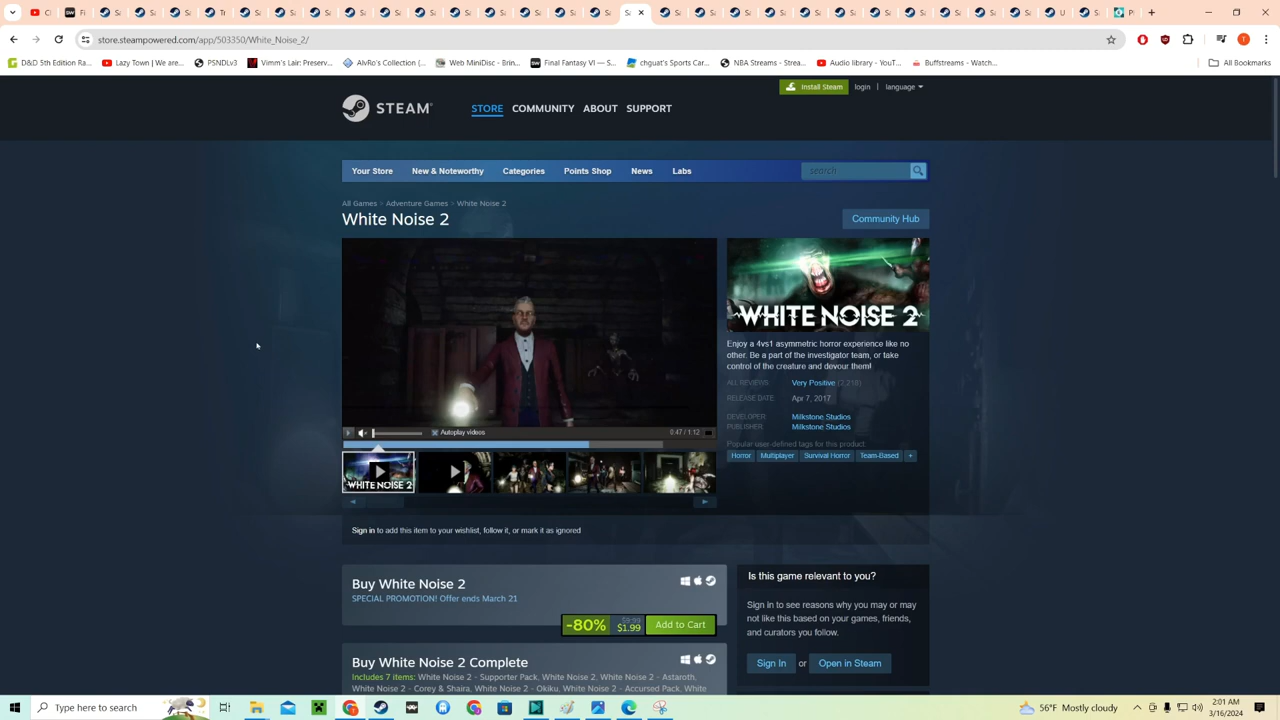 store.steampowered.com/app/503350/White_Noise_2/
D&D 5th Edition Ra...
Lazy Town | We are...
PSNDLv3
Vimm's Lair: Preserv...
AlvRo's Collection (...
Web MiniDisc - Brin...
Final Fantasy VI — S...
chguat's Sports Car...
NBA Streams - Strea...
Audio library - YouT...
Buffstreams - Watch...
All Bookmarks
Install Steam
login | language
STEAM®
STORE COMMUNITY ABOUT SUPPORT
Your Store New & Noteworthy Categories Points Shop News Labs
search
All Games > Adventure Games > White Noise 2
White Noise 2
Community Hub
WHITE NOISE 2
Enjoy a 4vs1 asymmetric horror experience like no
other. Be a part of the investigator team, or take
control of the creature and devour them!
ALL REVIEWS: Very Positive (3,218)
RELEASE DATE: Apr 7, 2017
DEVELOPER: Milkstone Studios
PUBLISHER: Milkstone Studios
Popular user-defined tags for this product:
Horror Multiplayer Survival Horror Team-Based +
Autoplay videos
0:47 / 1:12
WHITE NOISE 2
Sign in to add this item to your wishlist, follow it, or mark it as ignored
Buy White Noise 2
SPECIAL PROMOTION! Offer ends March 21
-80% $9.99 $1.99 Add to Cart
Is this game relevant to you?
Sign in to see reasons why you may or may
not like this based on your games, friends,
and curators you follow.
Sign In or Open in Steam
Buy White Noise 2 Complete
Includes 7 items: White Noise 2 - Supporter Pack, White Noise 2, White Noise 2 - Astaroth,
White Noise 2 - Corey & Shaira, White Noise 2 - Okiku, White Noise 2 - Accursed Pack, White
Type here to search
56°F Mostly cloudy
2:01 AM
3/16/2024